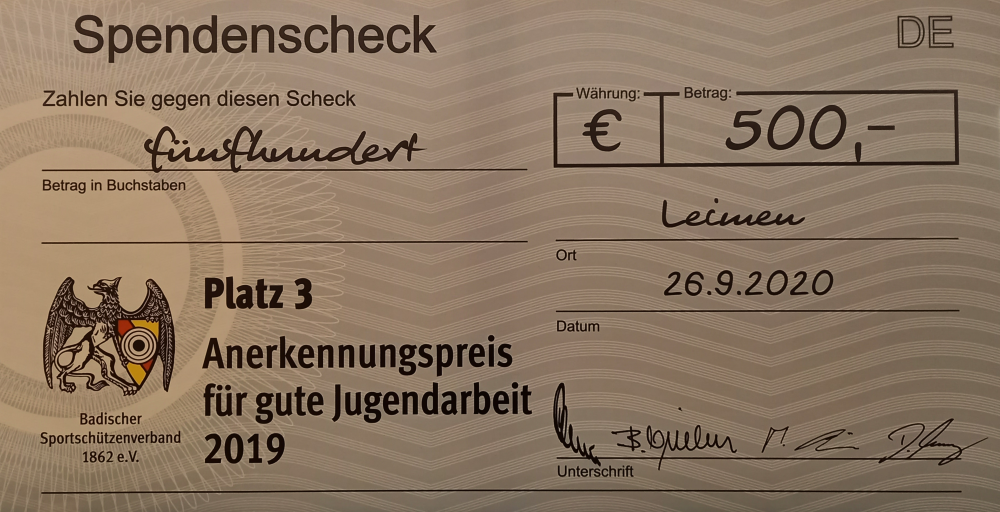 Spendenscheck
DE
Zahlen Sie gegen diesen Scheck
Währung:
Betrag:
fünfhundert
€
500,-
Betrag in Buchstaben
Leimen
Ort
26.9.2020
Datum
Platz 3
Anerkennungspreis
für gute Jugendarbeit
2019
Badischer
Sportschützenverband
1862 e.V.
Unterschrift